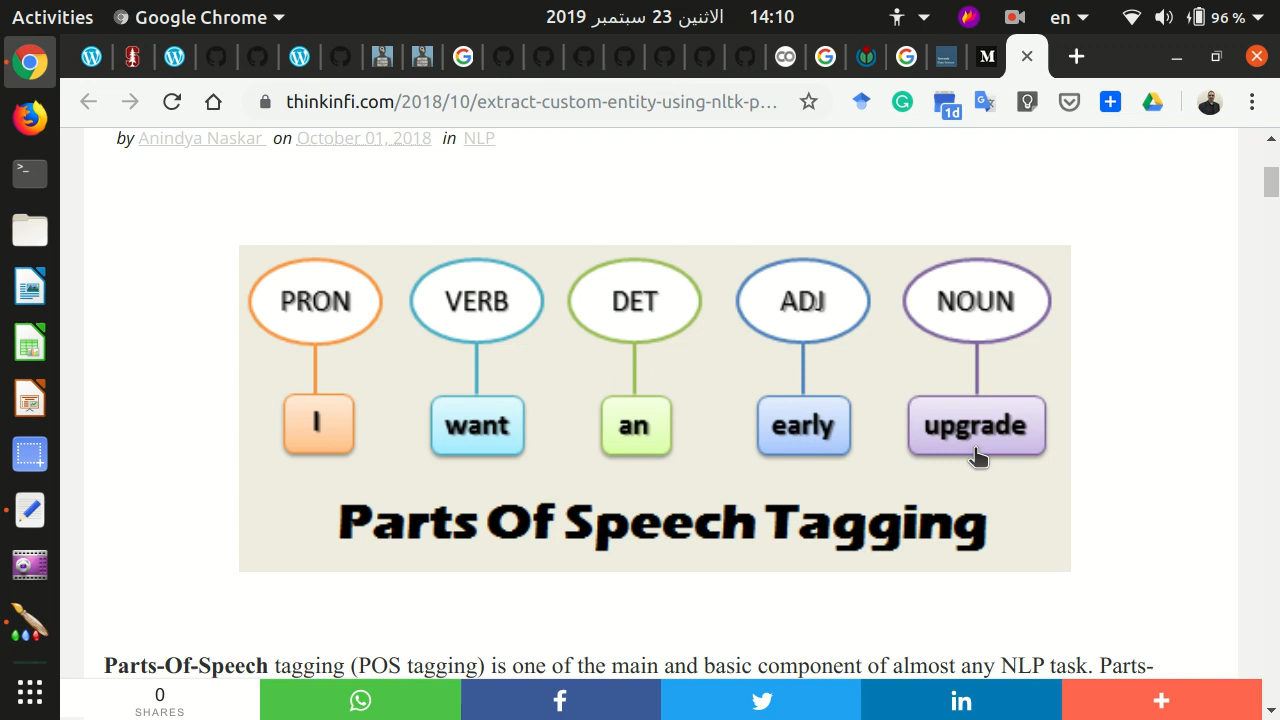 Activities Google Chrome الاثنين 23 سبتمبر 2019 14:10 en 96 %
thinkinfi.com/2018/10/extract-custom-entity-using-nltk-p... 1d
by Anindya Naskar on October 01, 2018 in NLP
PRON VERB DET ADJ NOUN
I want an early upgrade
Parts Of Speech Tagging
Parts-Of-Speech tagging (POS tagging) is one of the main and basic component of almost any NLP task. Parts-
0
SHARES